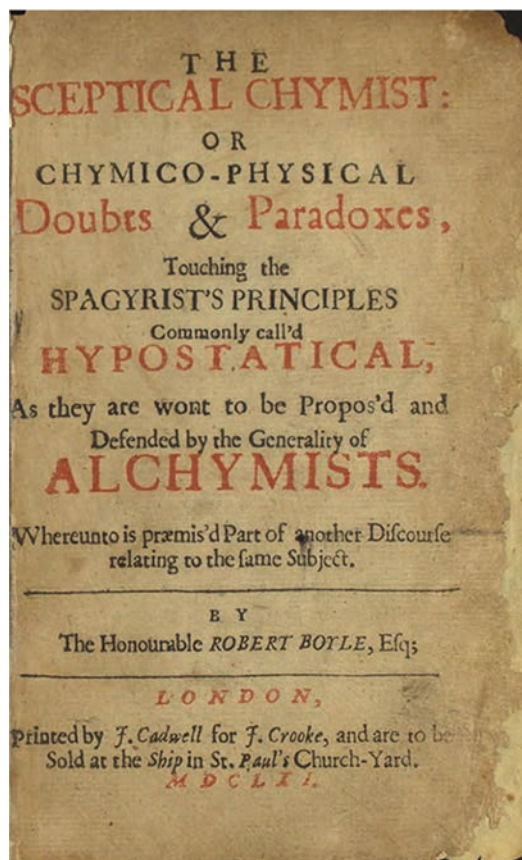 THE
SCEPTICAL CHYMIST:
OR
CHYMICO-PHYSICAL
Doubts & Paradoxes,
Touching the
SPAGYRIST'S PRINCIPLES
Commonly call'd
HYPOSTATICAL,
As they are wont to be Propos'd and
Defended by the Generality of
ALCHYMISTS.
Whereunto is præmis'd Part of another Diſcourſe
relating to the ſame Subject.
BY
The Honourable ROBERT BOYLE, Eſq;
LONDON,
Printed by J. Cadwell for J. Crooke, and are to be
Sold at the Ship in St. Paul's Church-Yard.
MDCLXI.